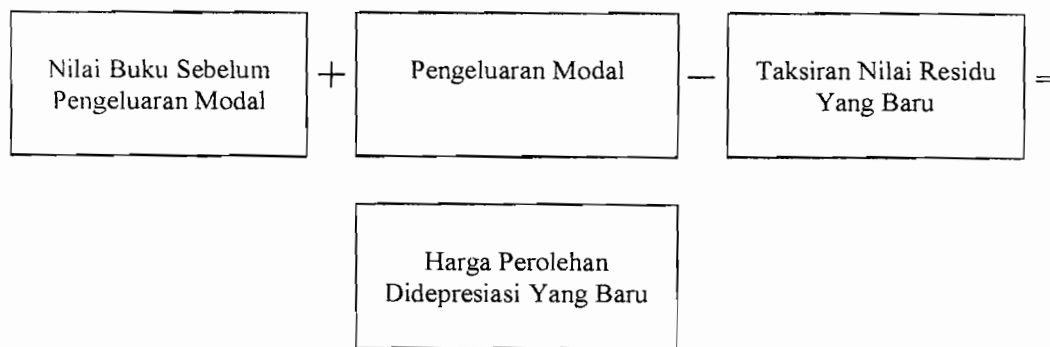 Nilai Buku Sebelum
Pengeluaran Modal
+
Pengeluaran Modal
—
Taksiran Nilai Residu
Yang Baru
=
Harga Perolehan
Didepresiasi Yang Baru